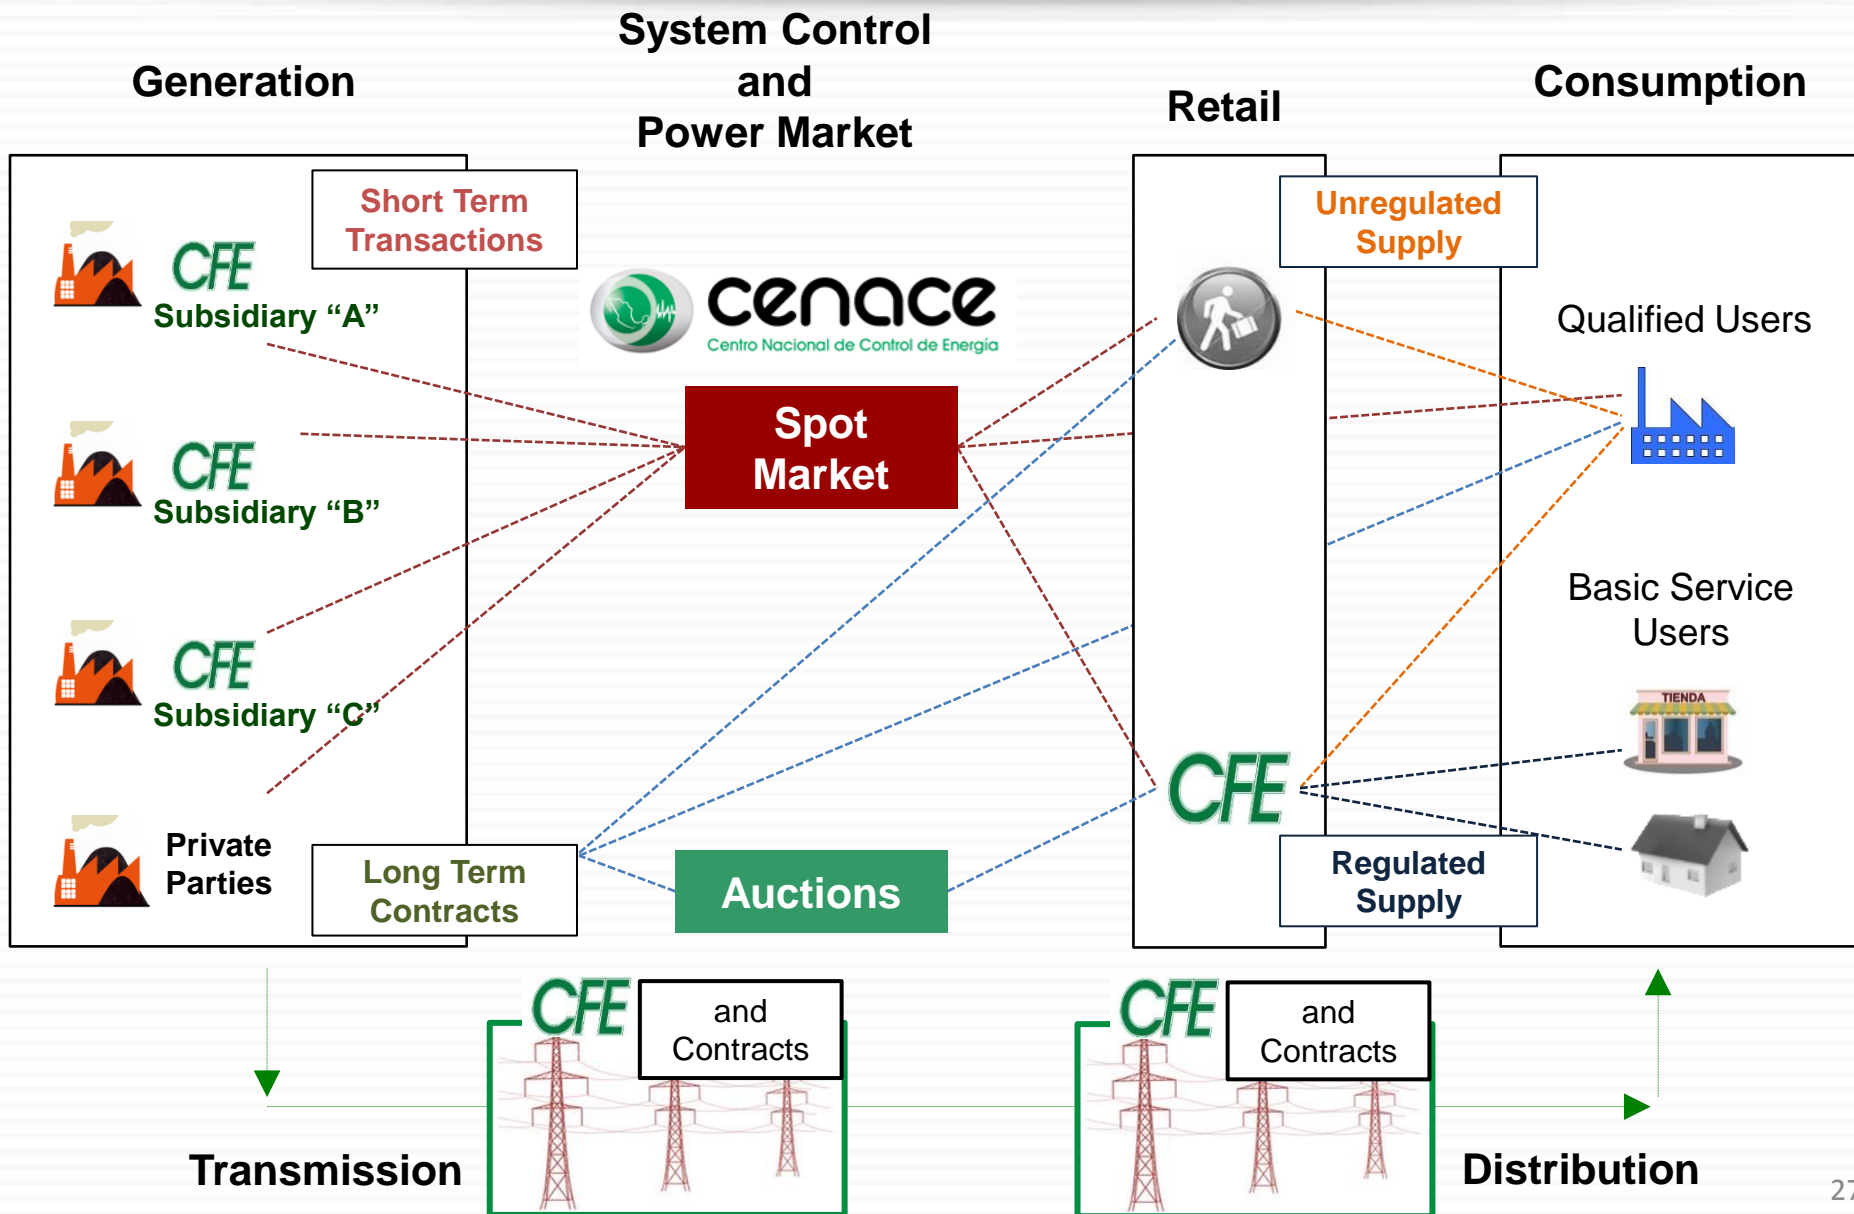 System Control
and
Power Market
Generation
Retail
Consumption
Short Term
Transactions
CFE
Subsidiary “A”
CFE
Subsidiary “B”
CFE
Subsidiary “C”
Private
Parties
Long Term
Contracts
cenace
Centro Nacional de Control de Energía
Spot
Market
Auctions
CFE
Unregulated
Supply
Qualified Users
Basic Service
Users
TIENDA
Regulated
Supply
CFE
and
Contracts
CFE
and
Contracts
Transmission
Distribution
27